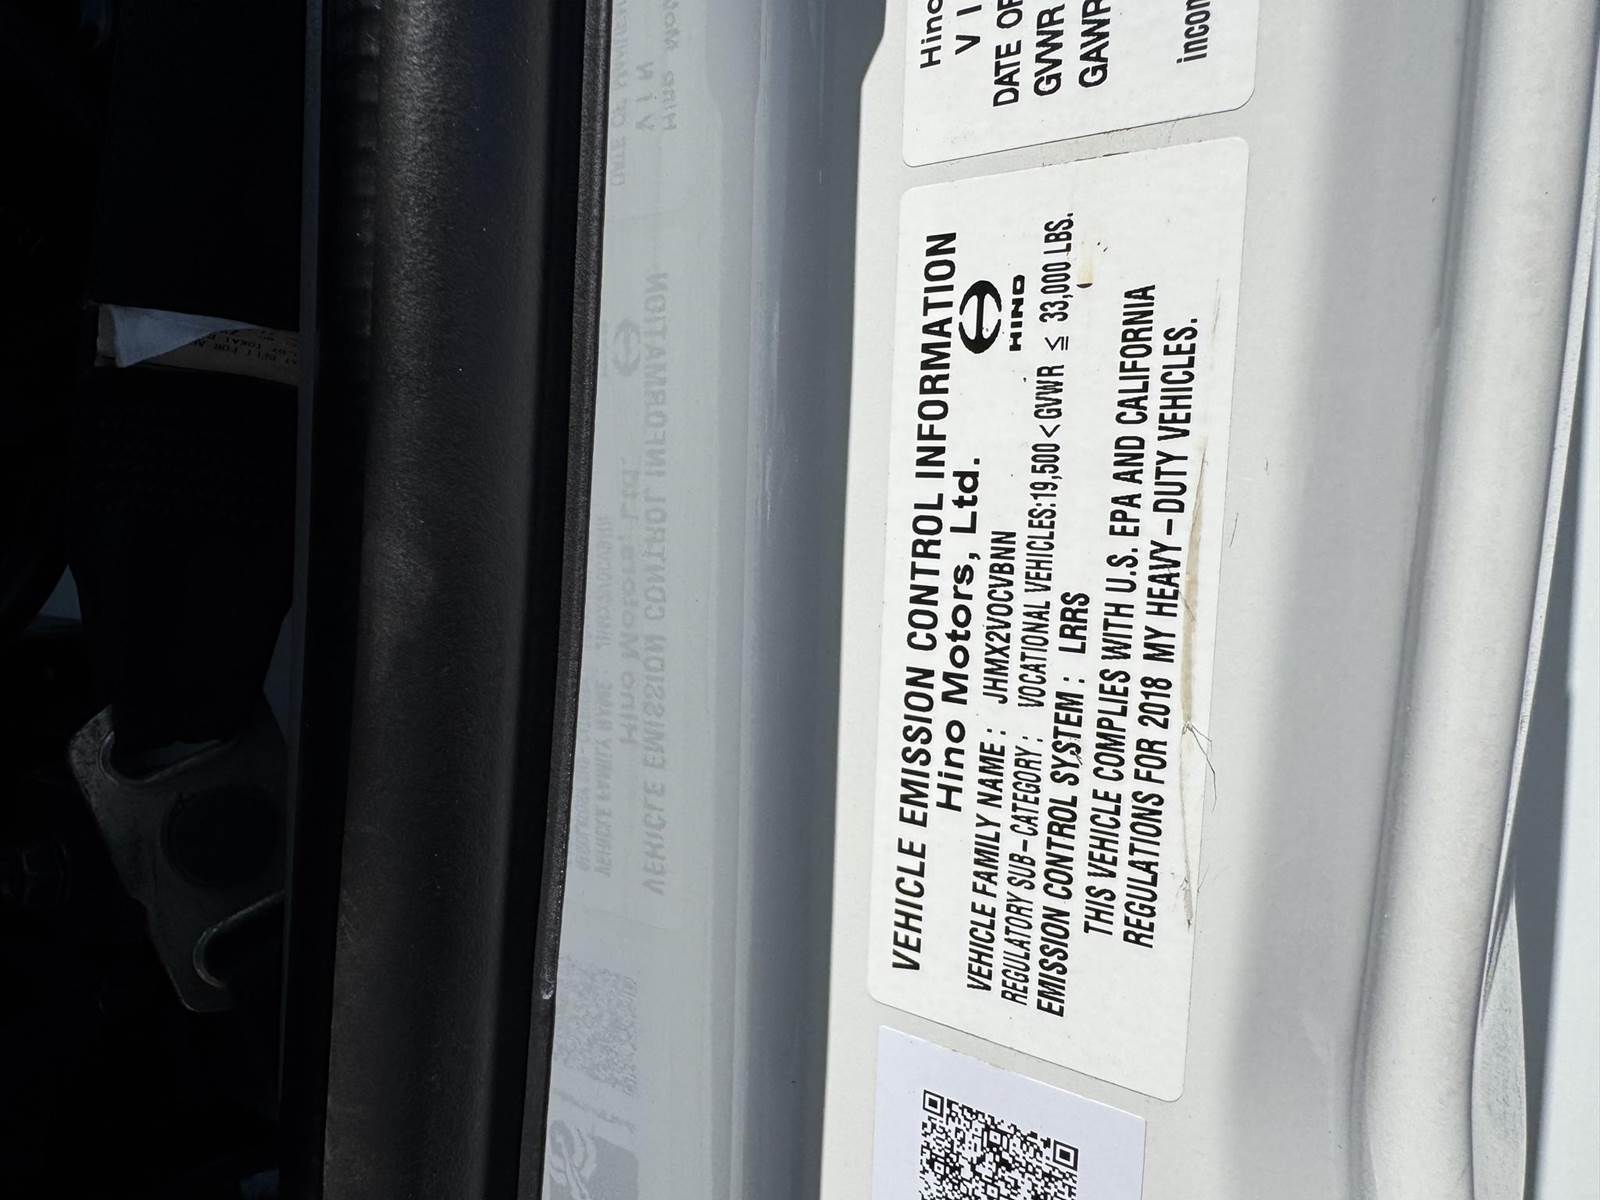 VEHICLE EMISSION CONTROL INFORMATION
Hino Motors, Ltd.
HINO
VEHICLE FAMILY NAME : JHMX2VOCVBNN
REGULATORY SUB-CATEGORY : VOCATIONAL VEHICLES:19,500<GVWR ≦ 33,000 LBS.
EMISSION CONTROL SYSTEM : LRRS
THIS VEHICLE COMPLIES WITH U.S. EPA AND CALIFORNIA
REGULATIONS FOR 2018 MY HEAVY-DUTY VEHICLES.
Hino
V I
DATE OF
GVWR
GAWR